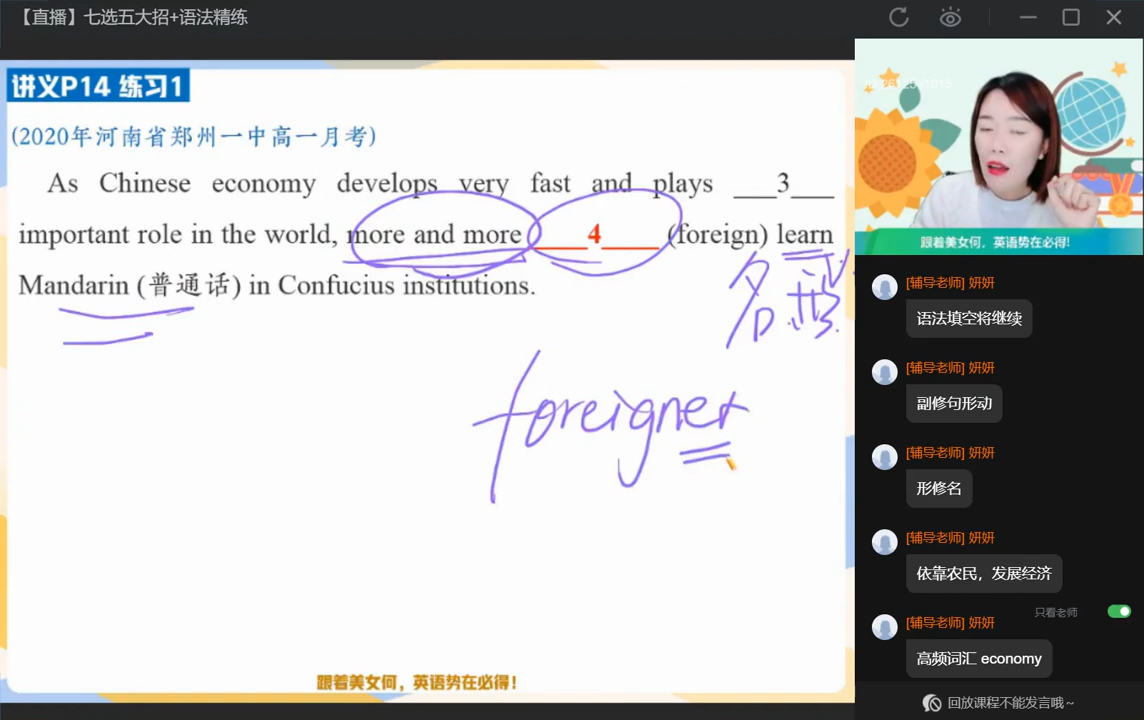 【直播】七选五大招+语法精练
讲义P14 练习1
(2020年河南省郑州一中高一月考)
As Chinese economy develops very fast and plays ___3___
important role in the world, more and more ____4____ (foreign) learn
Mandarin (普通话) in Confucius institutions.
foreigner
跟着美女何，英语势在必得!
跟着美女何，英语势在必得!
[辅导老师] 妍妍
语法填空将继续
[辅导老师] 妍妍
副修句形动
[辅导老师] 妍妍
形修名
[辅导老师] 妍妍
依靠农民，发展经济
只看老师
[辅导老师] 妍妍
高频词汇 economy
回放课程不能发言哦~